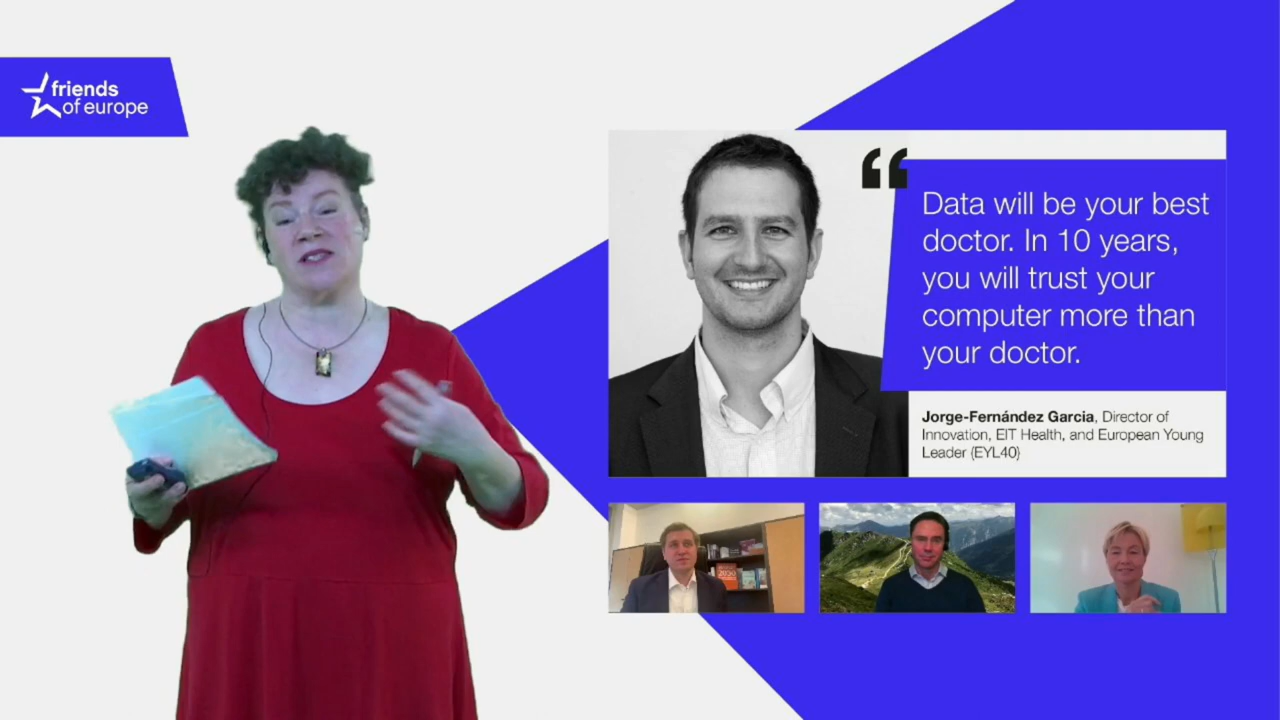 friends
of europe
“
Data will be your best
doctor. In 10 years,
you will trust your
computer more than
your doctor.
Jorge-Fernández Garcia, Director of
Innovation, EIT Health, and European Young
Leader (EYL40)
2030